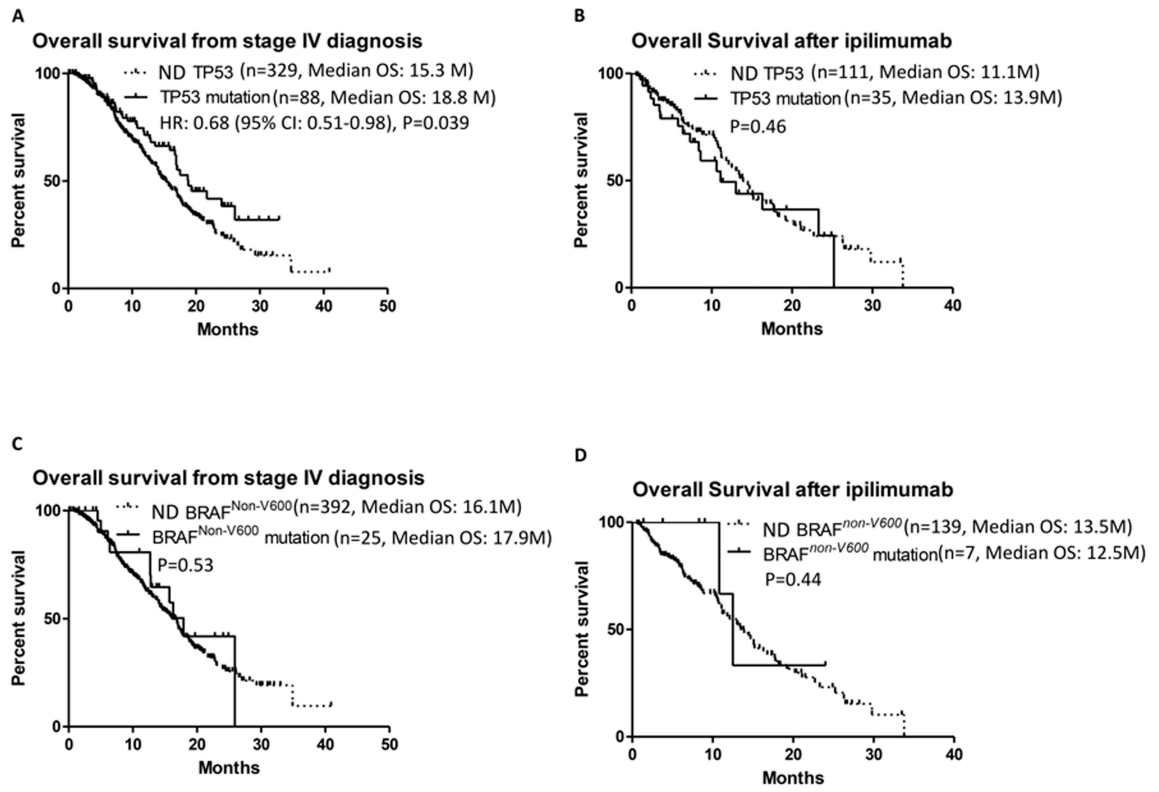 A
Overall survival from stage IV diagnosis
ND TP53 (n=329, Median OS: 15.3 M)
TP53 mutation(n=88, Median OS: 18.8 M)
HR: 0.68 (95% CI: 0.51-0.98), P=0.039
Percent survival
100
50
0
0 10 20 30 40 50
Months
B
Overall Survival after ipilimumab
ND TP53 (n=111, Median OS: 11.1M)
TP53 mutation(n=35, Median OS: 13.9M)
P=0.46
Percent survival
100
50
0
0 10 20 30 40
Months
C
Overall survival from stage IV diagnosis
ND BRAF^Non-V600 (n=392, Median OS: 16.1M)
BRAF^Non-V600 mutation (n=25, Median OS: 17.9M)
P=0.53
Percent survival
100
50
0
0 10 20 30 40 50
Months
D
Overall Survival after ipilimumab
ND BRAF^non-V600 (n=139, Median OS: 13.5M)
BRAF^non-V600 mutation(n=7, Median OS: 12.5M)
P=0.44
Percent survival
100
50
0
0 10 20 30 40
Months